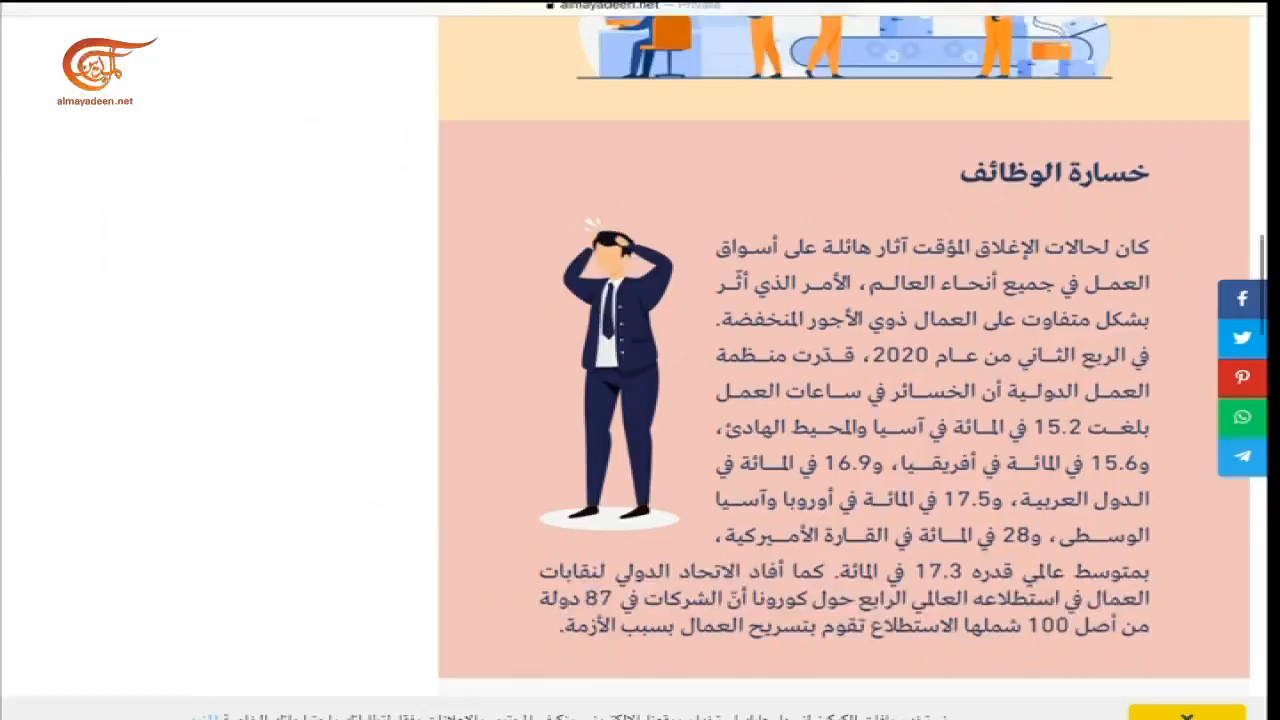 almayadeen.net — Private
الميادين
almayadeen.net
خسارة الوظائف
كان لحالات الإغلاق المؤقت آثار هائلة على أسواق
العمل في جميع أنحاء العالم، الأمر الذي أثّر
بشكل متفاوت على العمال ذوي الأجور المنخفضة.
في الربع الثاني من عام 2020، قدّرت منظمة
العمل الدولية أن الخسائر في ساعات العمل
بلغت 15.2 في المائة في آسيا والمحيط الهادئ،
و15.6 في المائة في أفريقيا، و16.9 في المائة في
الدول العربية، و17.5 في المائة في أوروبا وآسيا
الوسطى، و28 في المائة في القارة الأميركية،
بمتوسط عالمي قدره 17.3 في المائة. كما أفاد الاتحاد الدولي لنقابات
العمال في استطلاعه العالمي الرابع حول كورونا أنّ الشركات في 87 دولة
من أصل 100 شملها الاستطلاع تقوم بتسريح العمال بسبب الأزمة.